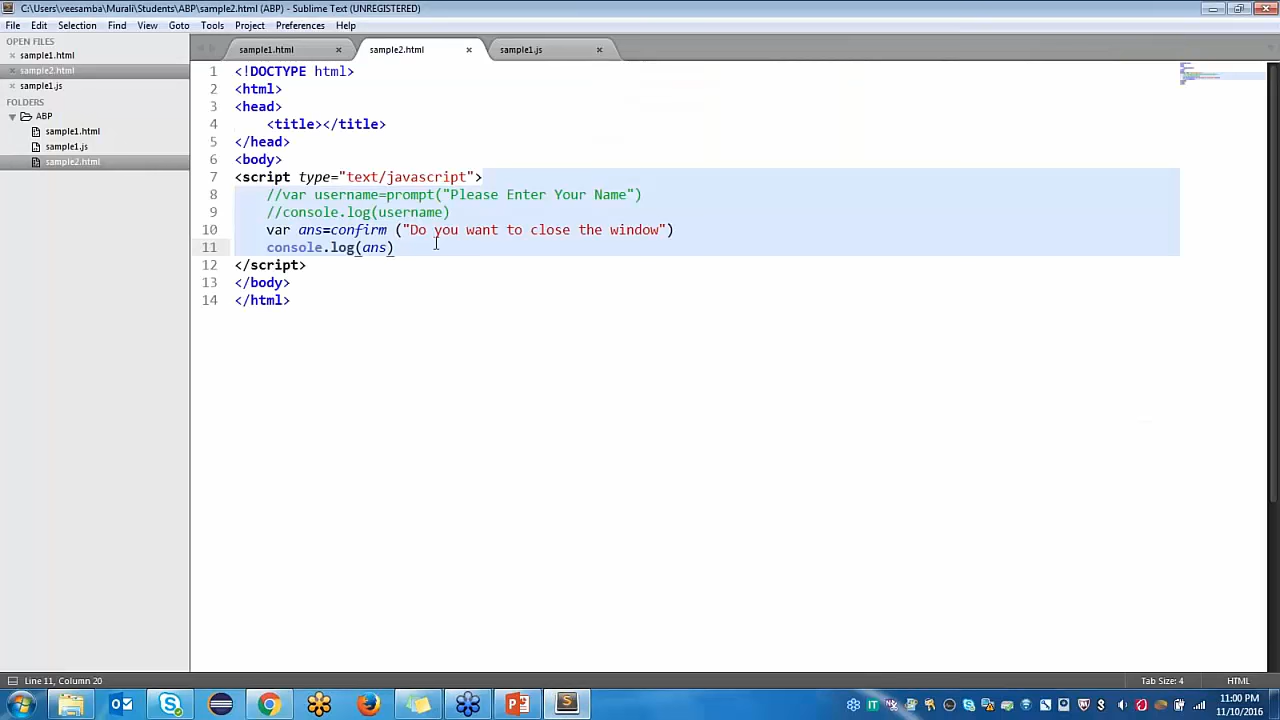 C:\Users\veesamba\Murali\Students\ABP\sample2.html (ABP) - Sublime Text (UNREGISTERED)
File Edit Selection Find View Goto Tools Project Preferences Help
OPEN FILES
sample1.html
sample2.html
sample1.js
FOLDERS
ABP
sample1.html
sample1.js
sample2.html
sample1.html sample2.html sample1.js
1 <!DOCTYPE html>
2 <html>
3 <head>
4 <title></title>
5 </head>
6 <body>
7 <script type="text/javascript">
8 //var username=prompt("Please Enter Your Name")
9 //console.log(username)
10 var ans=confirm ("Do you want to close the window")
11 console.log(ans)
12 </script>
13 </body>
14 </html>
Line 11, Column 20 Tab Size: 4 HTML
11:00 PM
11/10/2016